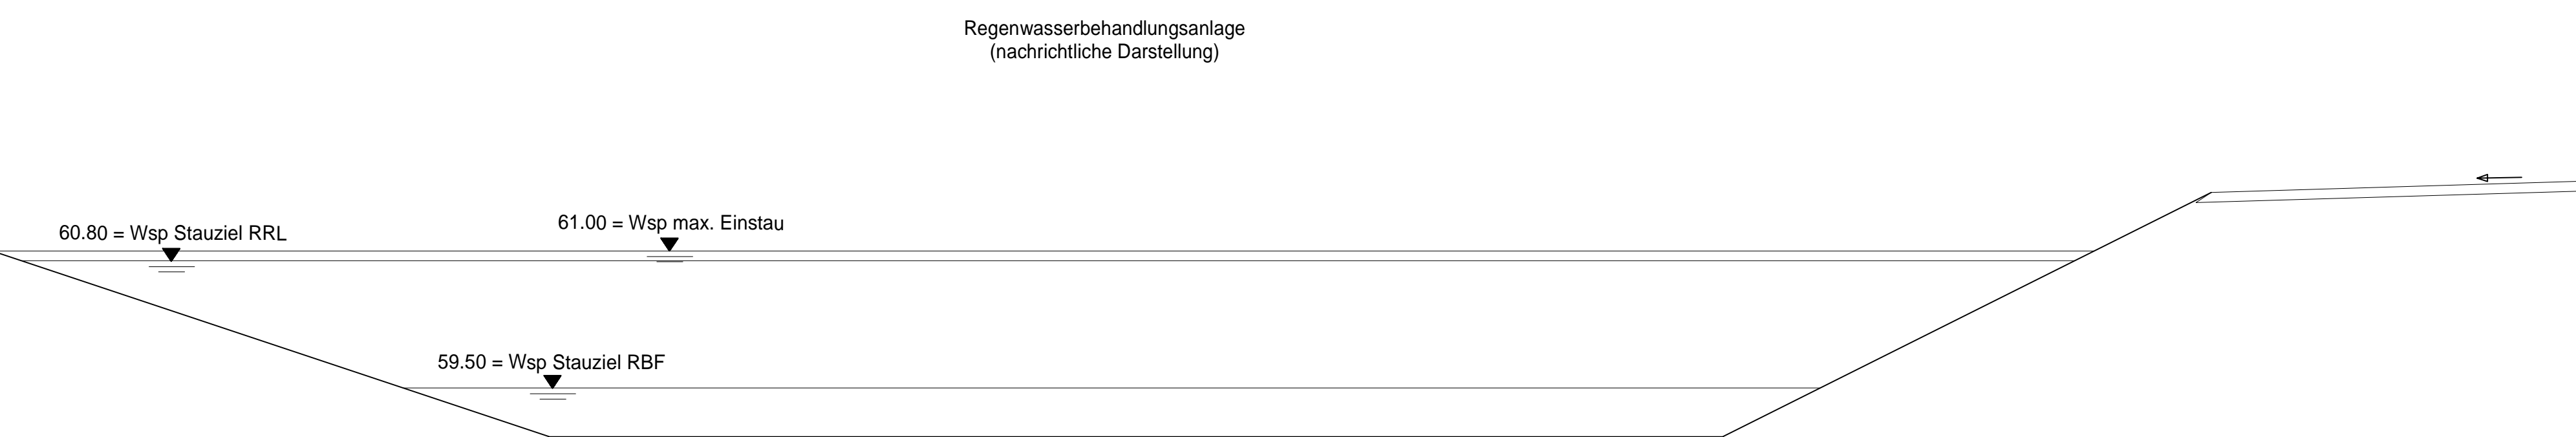 Regenwasserbehandlungsanlage
(nachrichtliche Darstellung)
61.00 = Wsp max. Einstau
60.80 = Wsp Stauziel RRL
59.50 = Wsp Stauziel RBF